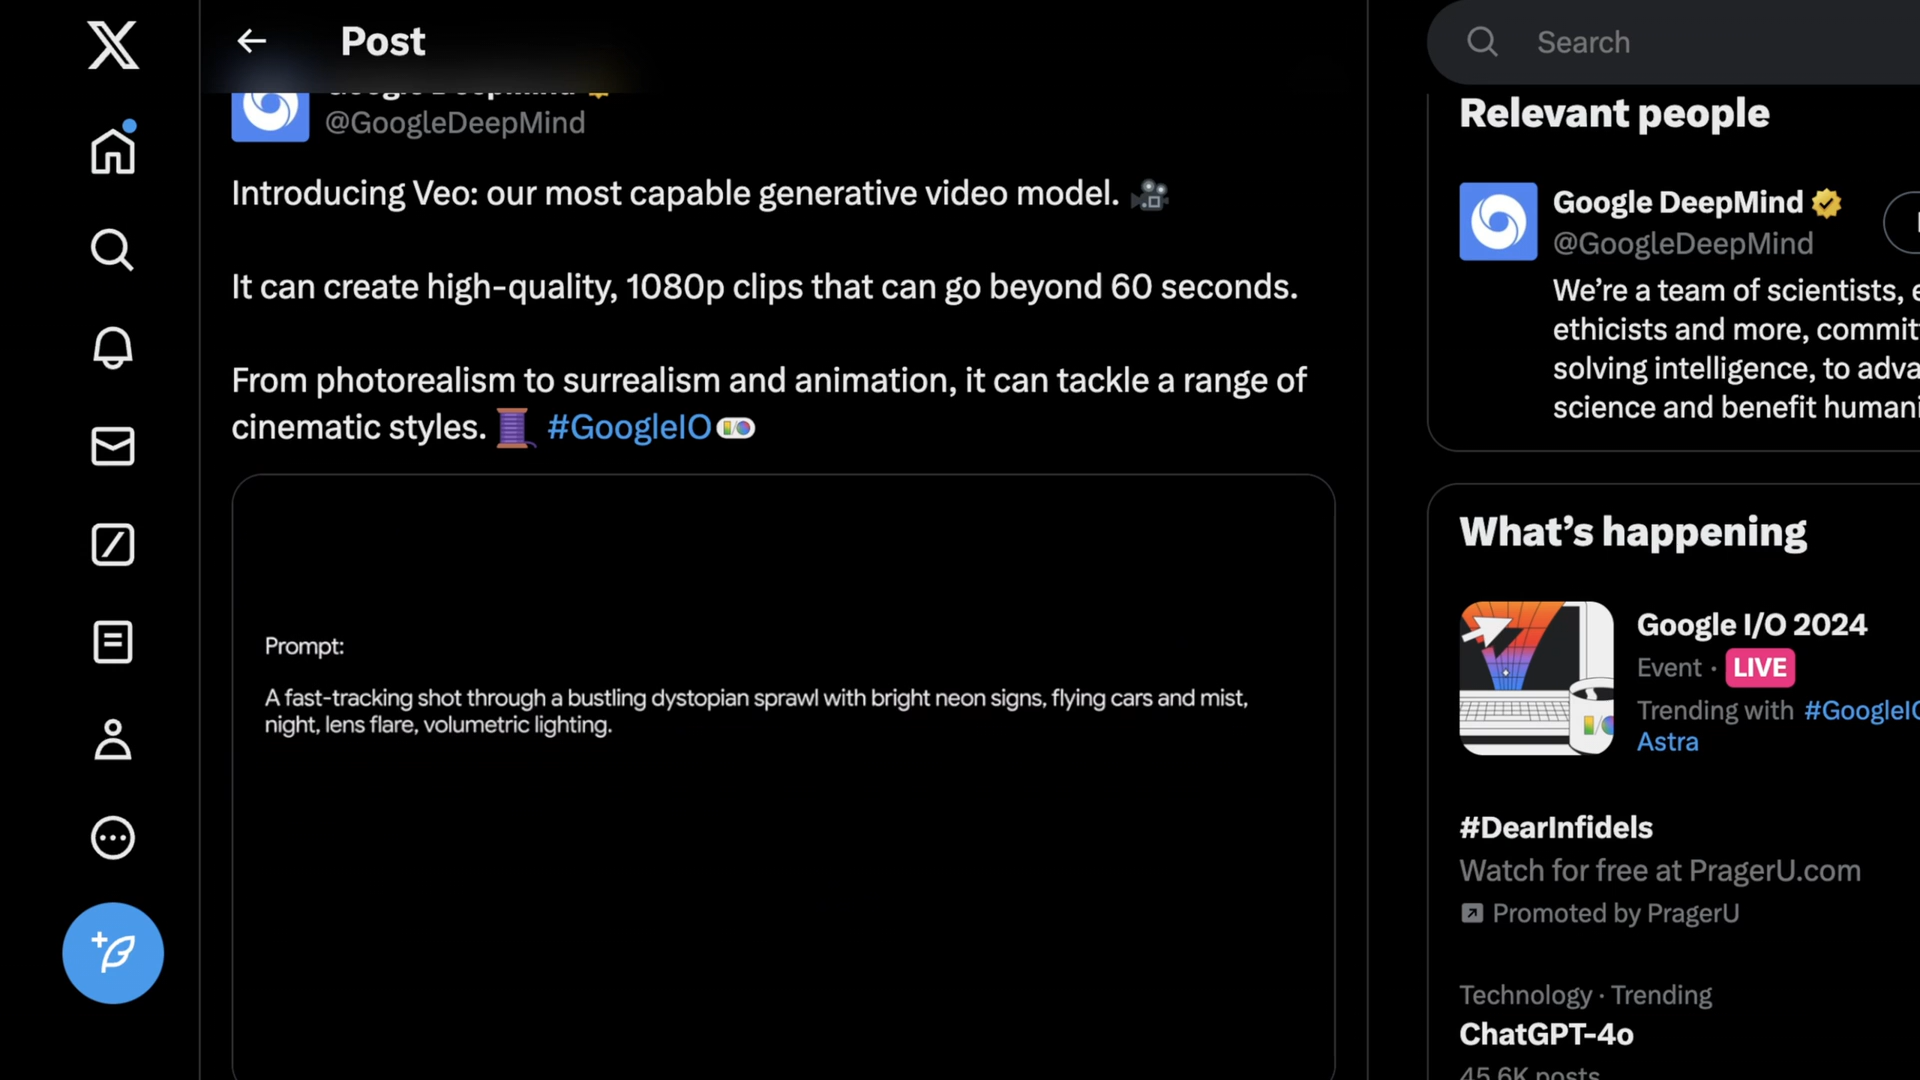 Post
Search
@GoogleDeepMind
Introducing Veo: our most capable generative video model. 🎥
It can create high-quality, 1080p clips that can go beyond 60 seconds.
From photorealism to surrealism and animation, it can tackle a range of
cinematic styles. 🧵 #GoogleIO
Prompt:
A fast-tracking shot through a bustling dystopian sprawl with bright neon signs, flying cars and mist,
night, lens flare, volumetric lighting.
Relevant people
Google DeepMind
@GoogleDeepMind
We're a team of scientists, e
ethicists and more, commit
solving intelligence, to adva
science and benefit humani
What's happening
Google I/O 2024
Event · LIVE
Trending with #GoogleIO
Astra
#DearInfidels
Watch for free at PragerU.com
Promoted by PragerU
Technology · Trending
ChatGPT-4o
45.6K posts